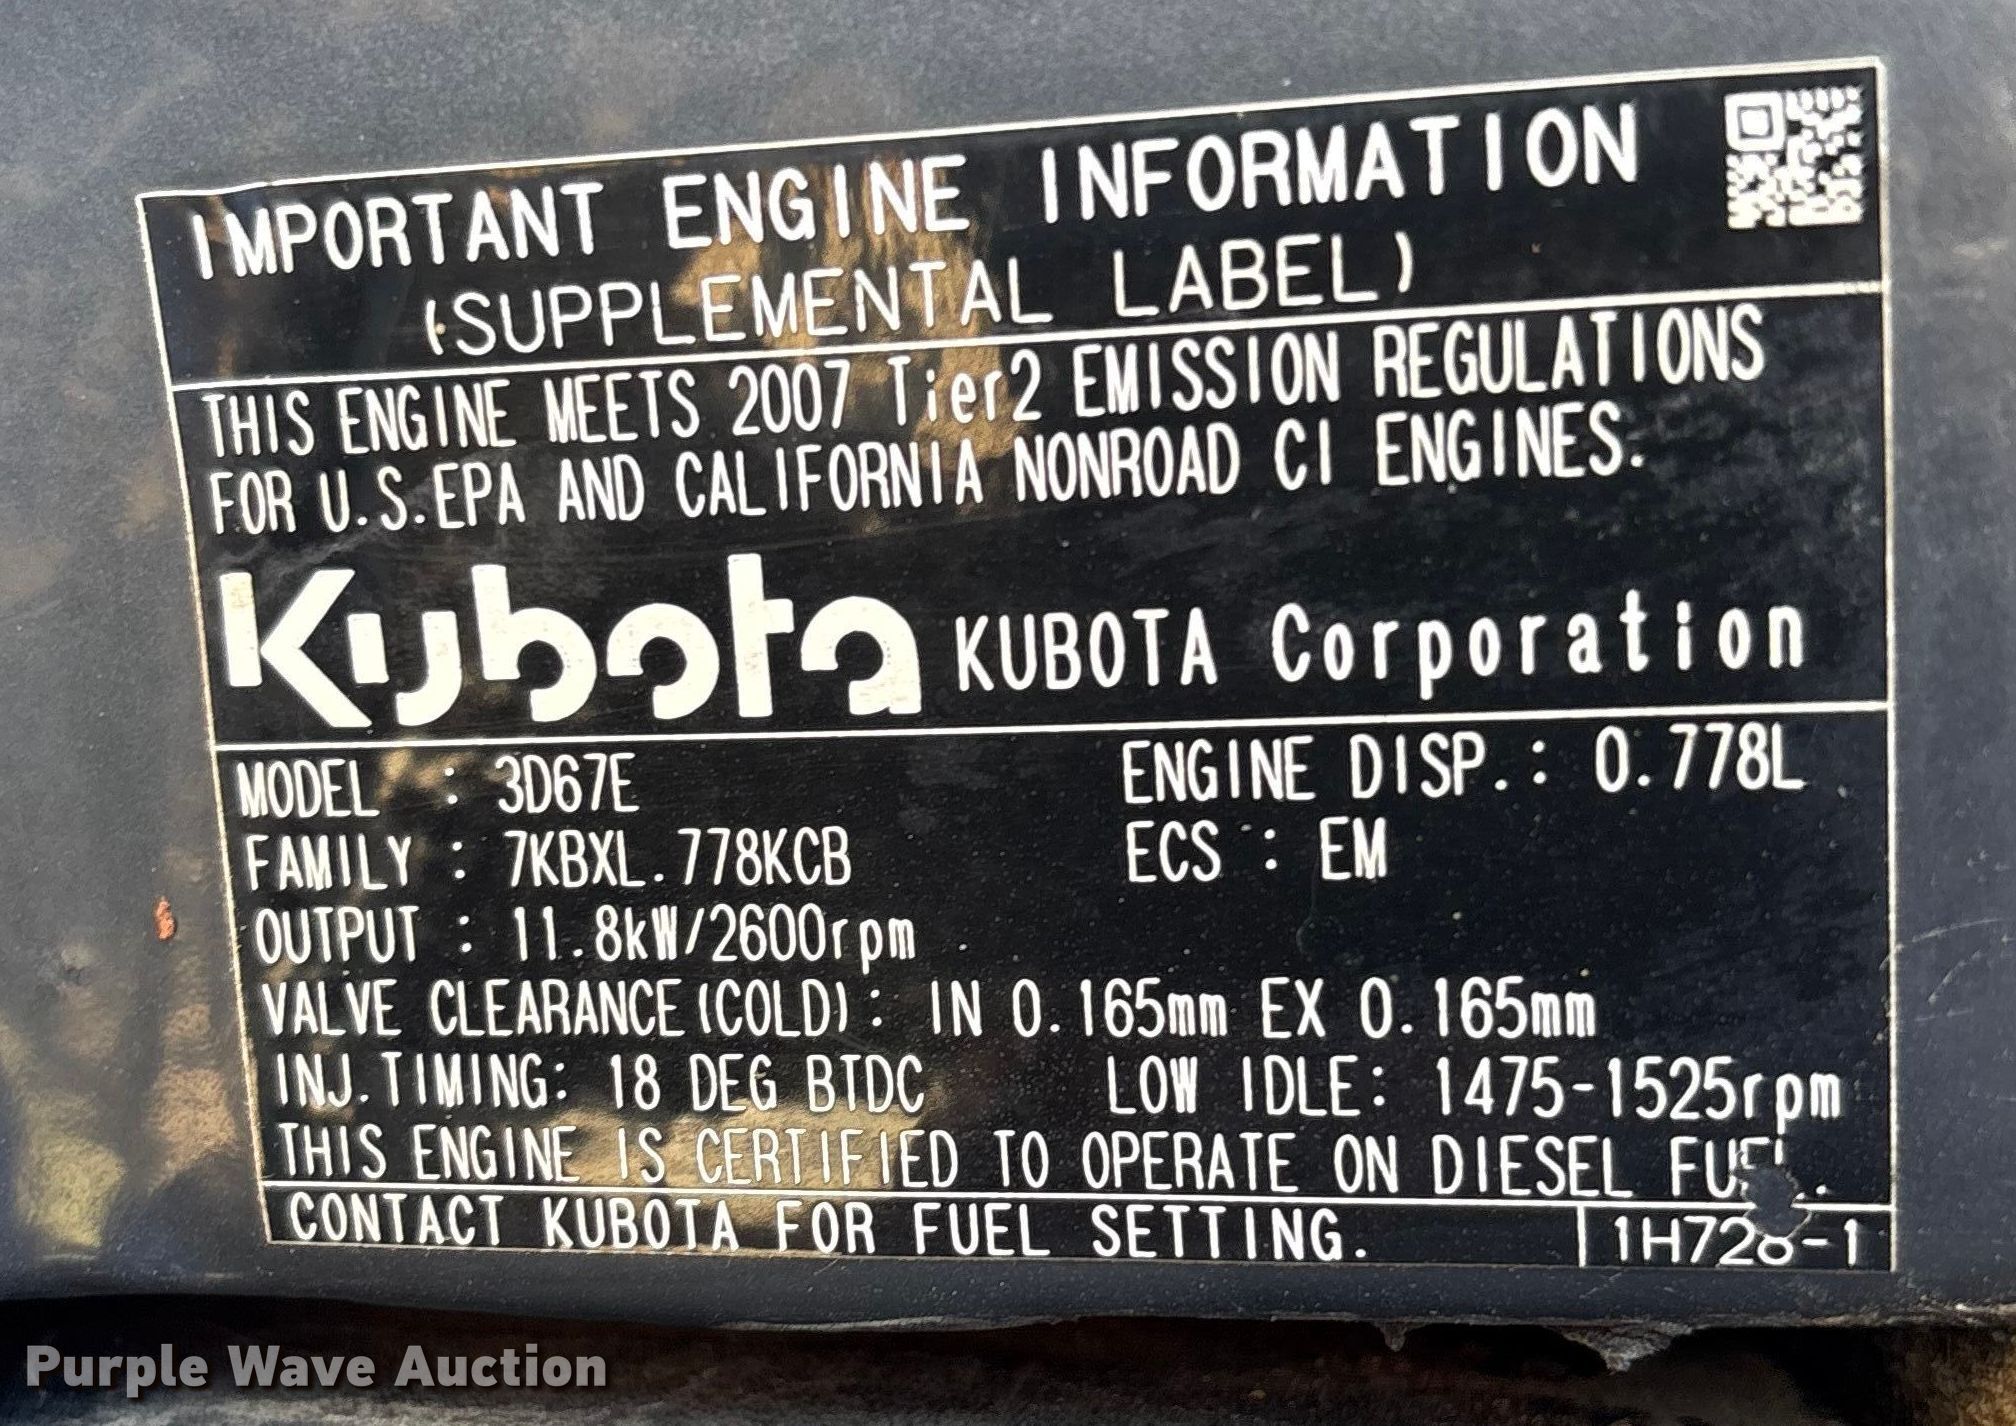 IMPORTANT ENGINE INFORMATION
(SUPPLEMENTAL LABEL)
THIS ENGINE MEETS 2007 Tier2 EMISSION REGULATIONS
FOR U.S.EPA AND CALIFORNIA NONROAD CI ENGINES.
Kubota KUBOTA Corporation
MODEL : 3D67E ENGINE DISP.: 0.778L
FAMILY : 7KBXL.778KCB ECS : EM
OUTPUT : 11.8kW/2600rpm
VALVE CLEARANCE(COLD): IN 0.165mm EX 0.165mm
INJ.TIMING: 18 DEG BTDC LOW IDLE: 1475-1525rpm
THIS ENGINE IS CERTIFIED TO OPERATE ON DIESEL FUEL.
CONTACT KUBOTA FOR FUEL SETTING. 1H728-1
Purple Wave Auction